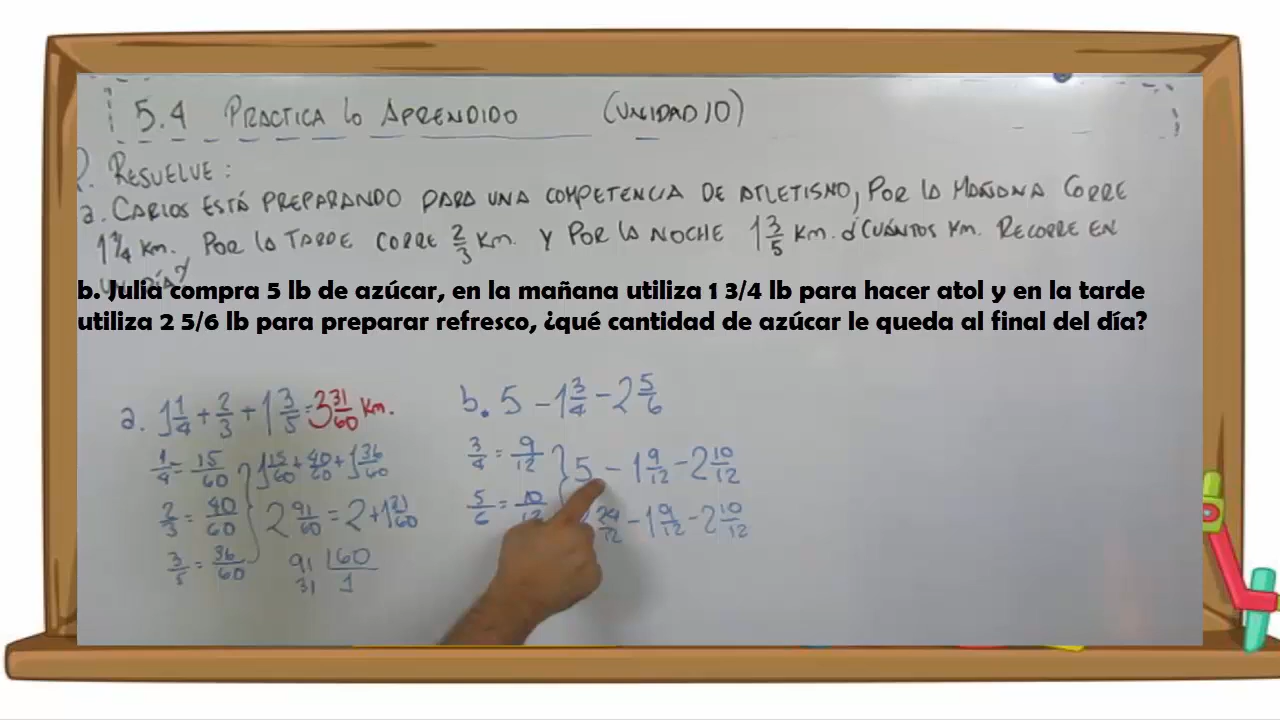 5.4 PRACTICA LO APRENDIDO (UNIDAD 10)
RESUELVE:
a. CARLOS ESTÁ PREPARANDO PARA UNA COMPETENCIA DE ATLETISMO, POR LA MAÑANA CORRE
KM. POR LA TARDE CORRE 2/3 KM. Y POR LA NOCHE 1 3/5 KM. ¿CUÁNTOS KM. RECORRE EN
b. Julia compra 5 lb de azúcar, en la mañana utiliza 1 3/4 lb para hacer atol y en la tarde
utiliza 2 5/6 lb para preparar refresco, ¿qué cantidad de azúcar le queda al final del día?
a. 1 1/4 + 2/3 + 1 3/5 = 3 31/60 KM.
1/4 = 15/60 1 15/60 + 40/60 + 1 36/60
2/3 = 40/60 2 91/60 = 2 + 1 31/60
3/5 = 36/60 91 60
31 1
b. 5 - 1 3/4 - 2 5/6
3/4 = 9/12 5 - 1 9/12 - 2 10/12
5/6 = 24/12 - 1 9/12 - 2 10/12